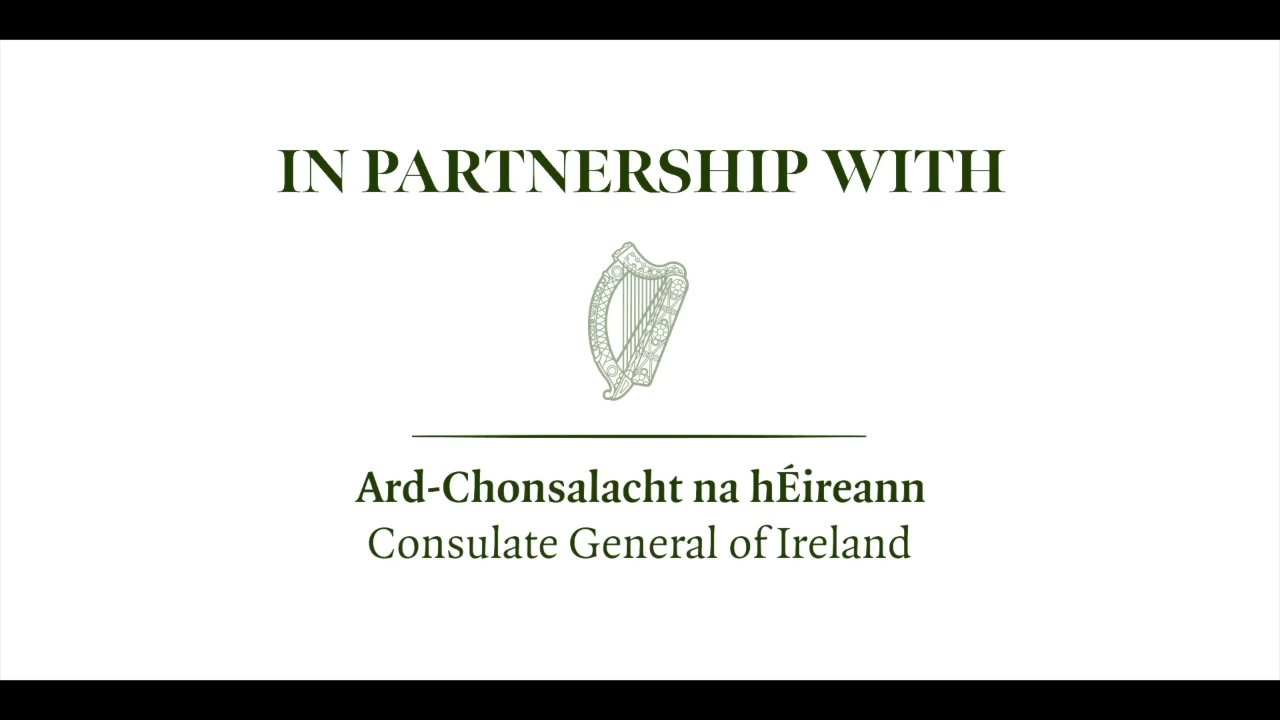 IN PARTNERSHIP WITH
Ard-Chonsalacht na hÉireann
Consulate General of Ireland